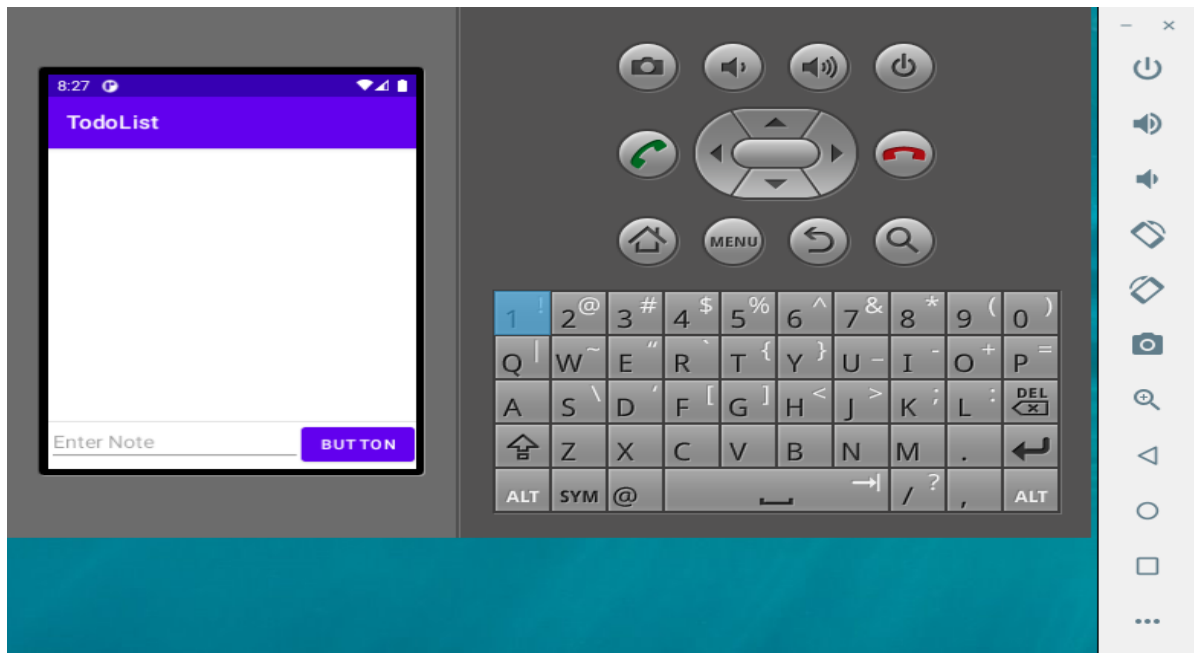 8:27
TodoList
Enter Note
BUTTON
MENU
1 ! 2 @ 3 # 4 $ 5 % 6 ^ 7 & 8 * 9 ( 0 )
Q | W ~ E " R ` T { Y } U _ I - O + P =
A S \ D ' F [ G ] H < J > K ; L : DEL
Z X C V B N M .
ALT SYM @ / ? , ALT